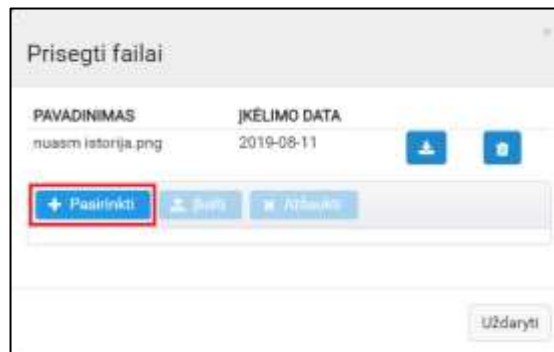 Prisegti failai
PAVADINIMAS ĮKĖLIMO DATA
nuasm istorija.png 2019-08-11
+ Pasirinkti Įkelti Atšaukti
Uždaryti